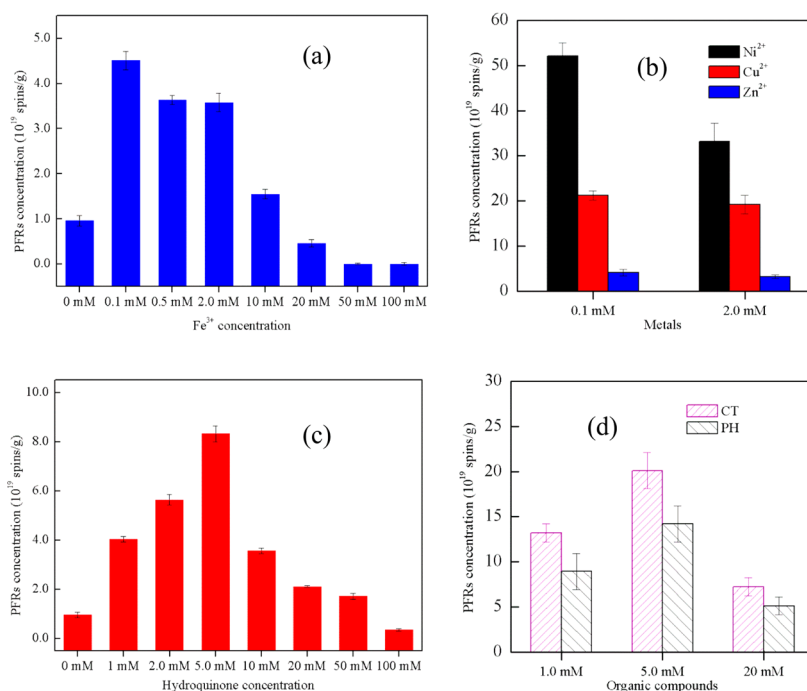 (a)
PFRs concentration (10¹⁹ spins/g)
5.0
4.0
3.0
2.0
1.0
0.0
0 mM 0.1 mM 0.5 mM 2.0 mM 10 mM 20 mM 50 mM 100 mM
Fe³⁺ concentration
(b)
Ni²⁺
Cu²⁺
Zn²⁺
PFRs concentration (10¹⁹ spins/g)
60
50
40
30
20
10
0
0.1 mM 2.0 mM
Metals
(c)
PFRs concentration (10¹⁹ spins/g)
10.0
8.0
6.0
4.0
2.0
0.0
0 mM 1 mM 2.0 mM 5.0 mM 10 mM 20 mM 50 mM 100 mM
Hydroquinone concentration
(d)
CT
PH
PFRs concentration (10¹⁹ spins/g)
30
25
20
15
10
5
0
1.0 mM 5.0 mM 20 mM
Organic compounds